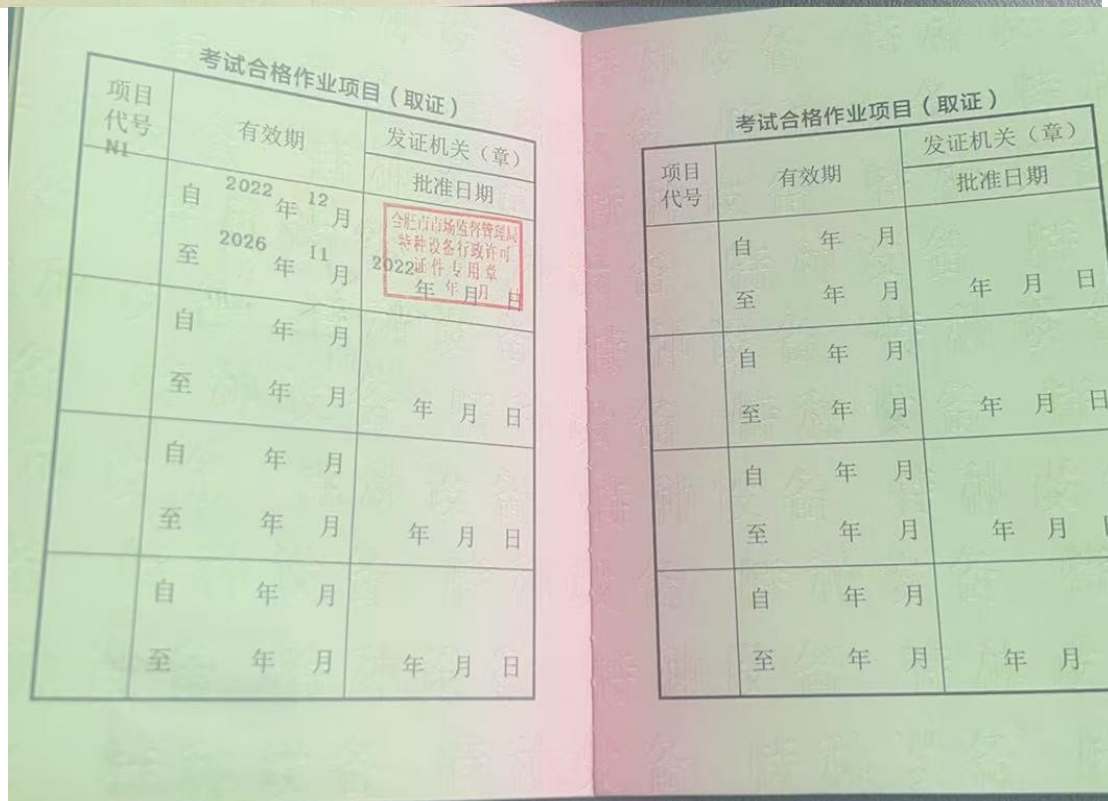 考试合格作业项目（取证）
项目代号 有效期 发证机关（章）
批准日期
N1
自 2022 年 12 月
至 2026 年 11 月
合肥市市场监督管理局
特种设备行政许可
证件专用章
年 月
2022 年 月 日
自 年 月
至 年 月 年 月 日
自 年 月
至 年 月 年 月 日
自 年 月
至 年 月 年 月 日
考试合格作业项目（取证）
项目代号 有效期 发证机关（章）
批准日期
自 年 月
至 年 月 年 月 日
自 年 月
至 年 月 年 月 日
自 年 月
至 年 月 年 月
自 年 月
至 年 月 年 月